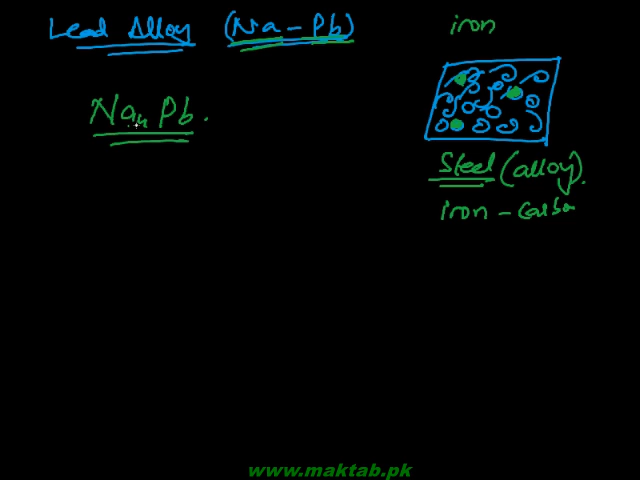 Lead Alloy (Na - Pb)
iron
Na₄Pb.
Steel (alloy).
iron - Carbon
www.maktab.pk